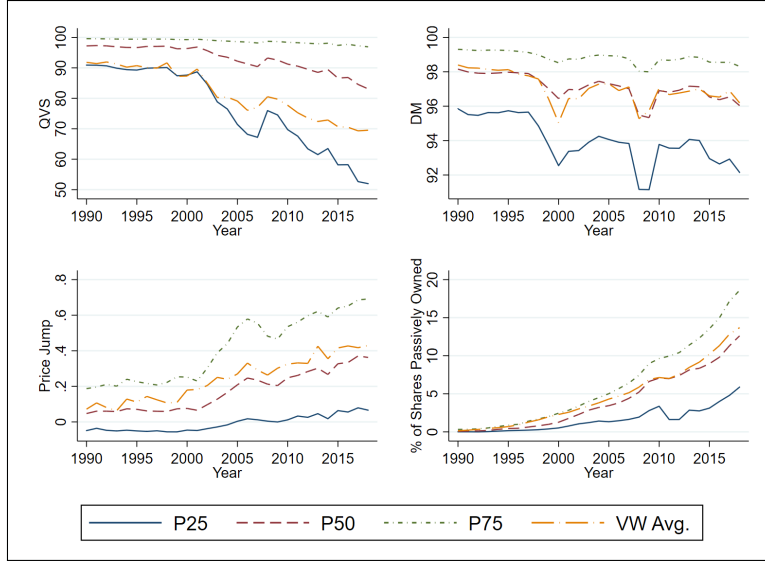 QVS
100
90
80
70
60
50
1990 1995 2000 2005 2010 2015
Year
DM
100
98
96
94
92
1990 1995 2000 2005 2010 2015
Year
Price Jump
.8
.6
.4
.2
0
1990 1995 2000 2005 2010 2015
Year
% of Shares Passively Owned
20
15
10
5
0
1990 1995 2000 2005 2010 2015
Year
P25 P50 P75 VW Avg.